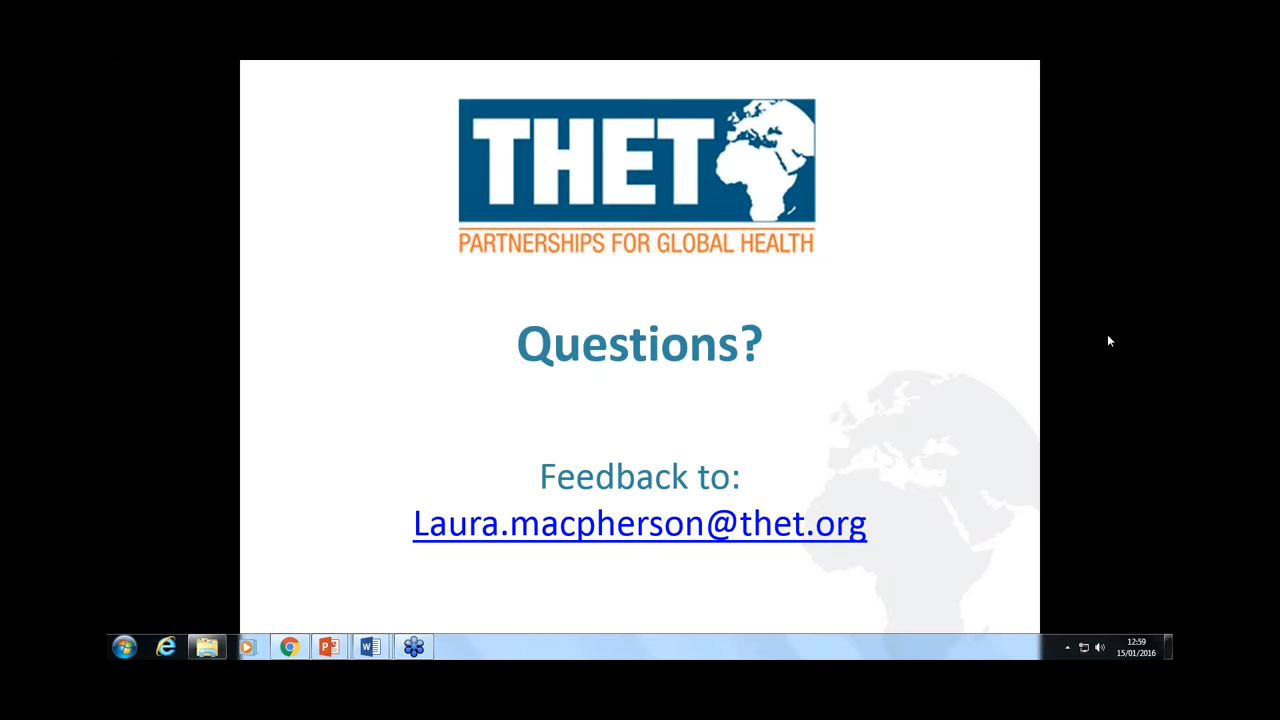 THET
PARTNERSHIPS FOR GLOBAL HEALTH
Questions?
Feedback to:
Laura.macpherson@thet.org
12:59
15/01/2016